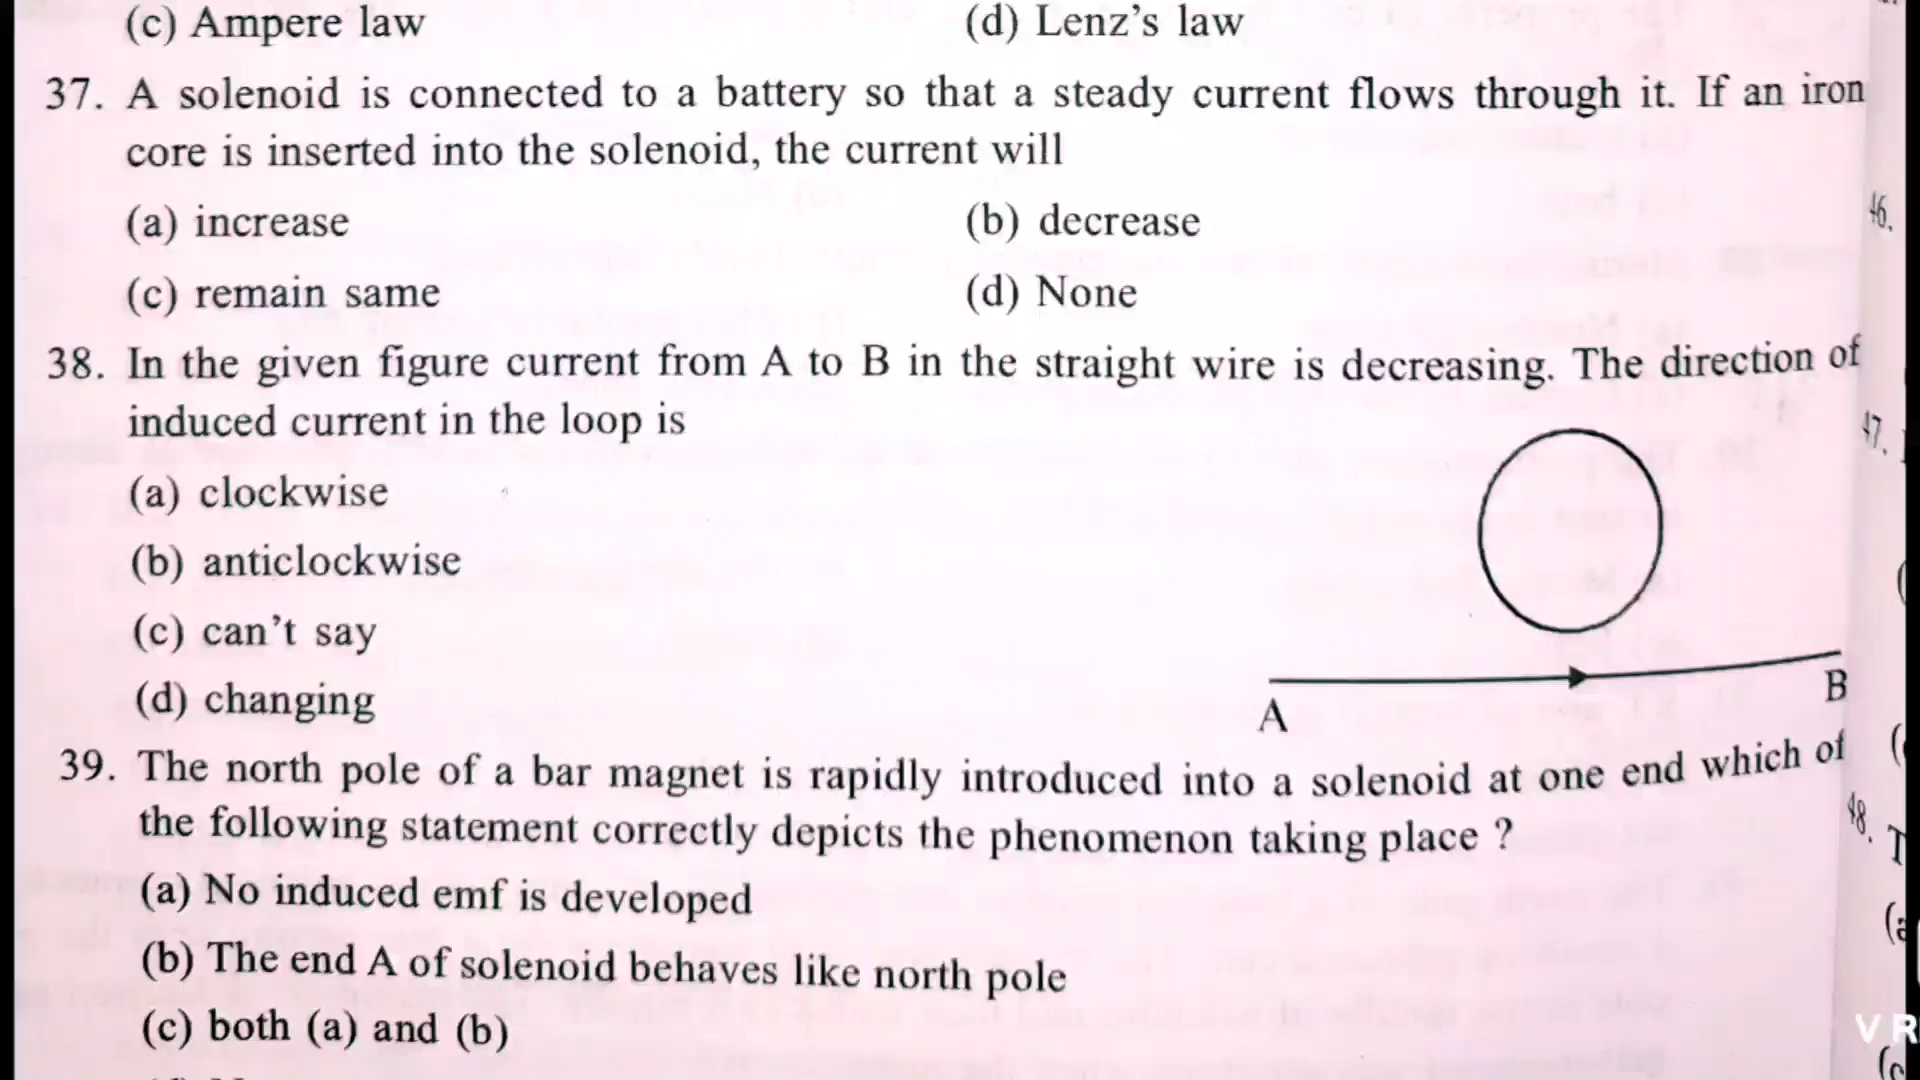 (c) Ampere law (d) Lenz's law
37. A solenoid is connected to a battery so that a steady current flows through it. If an iron
core is inserted into the solenoid, the current will
(a) increase (b) decrease
46.
(c) remain same (d) None
38. In the given figure current from A to B in the straight wire is decreasing. The direction of
induced current in the loop is
47.
(a) clockwise
(b) anticlockwise
(c) can't say
(d) changing
A B
39. The north pole of a bar magnet is rapidly introduced into a solenoid at one end which of
the following statement correctly depicts the phenomenon taking place ?
48.
(a) No induced emf is developed
(b) The end A of solenoid behaves like north pole
(c) both (a) and (b)
V R